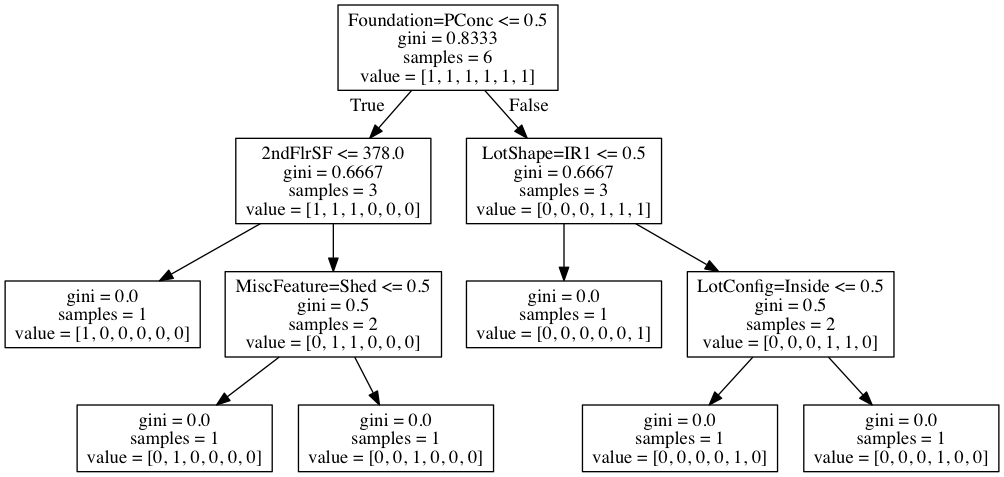 Foundation=PConc <= 0.5
gini = 0.8333
samples = 6
value = [1, 1, 1, 1, 1, 1]
True
False
2ndFlrSF <= 378.0
gini = 0.6667
samples = 3
value = [1, 1, 1, 0, 0, 0]
LotShape=IR1 <= 0.5
gini = 0.6667
samples = 3
value = [0, 0, 0, 1, 1, 1]
gini = 0.0
samples = 1
value = [1, 0, 0, 0, 0, 0]
MiscFeature=Shed <= 0.5
gini = 0.5
samples = 2
value = [0, 1, 1, 0, 0, 0]
gini = 0.0
samples = 1
value = [0, 0, 0, 0, 0, 1]
LotConfig=Inside <= 0.5
gini = 0.5
samples = 2
value = [0, 0, 0, 1, 1, 0]
gini = 0.0
samples = 1
value = [0, 1, 0, 0, 0, 0]
gini = 0.0
samples = 1
value = [0, 0, 1, 0, 0, 0]
gini = 0.0
samples = 1
value = [0, 0, 0, 0, 1, 0]
gini = 0.0
samples = 1
value = [0, 0, 0, 1, 0, 0]